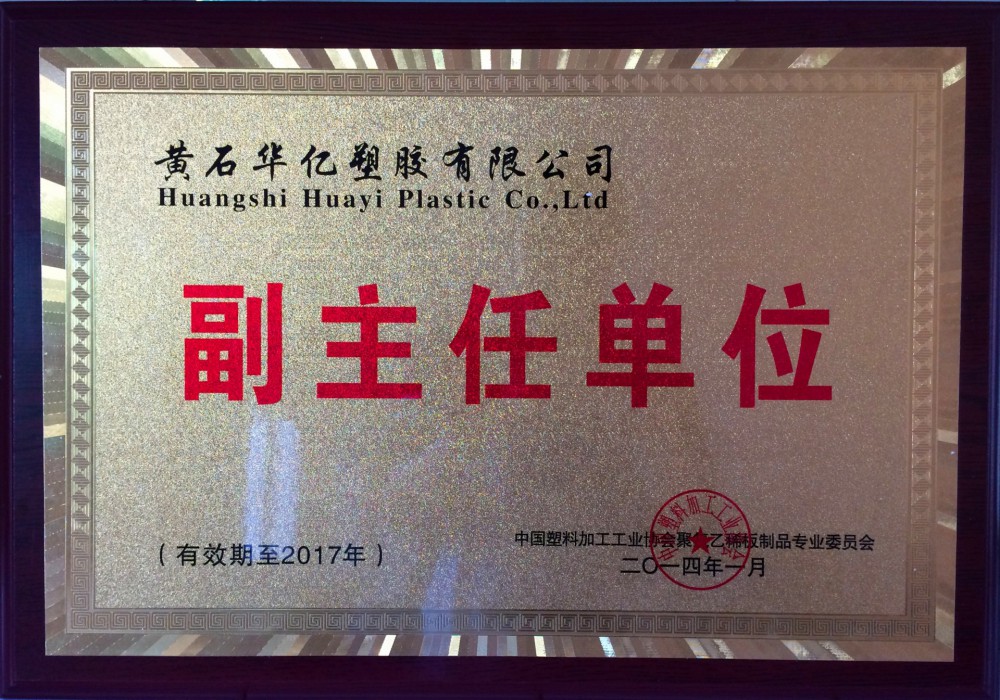 黄石华亿塑胶有限公司
Huangshi Huayi Plastic Co.,Ltd
副主任单位
（有效期至2017年）
中国塑料加工工业协会聚氯乙烯板制品专业委员会
二〇一四年一月